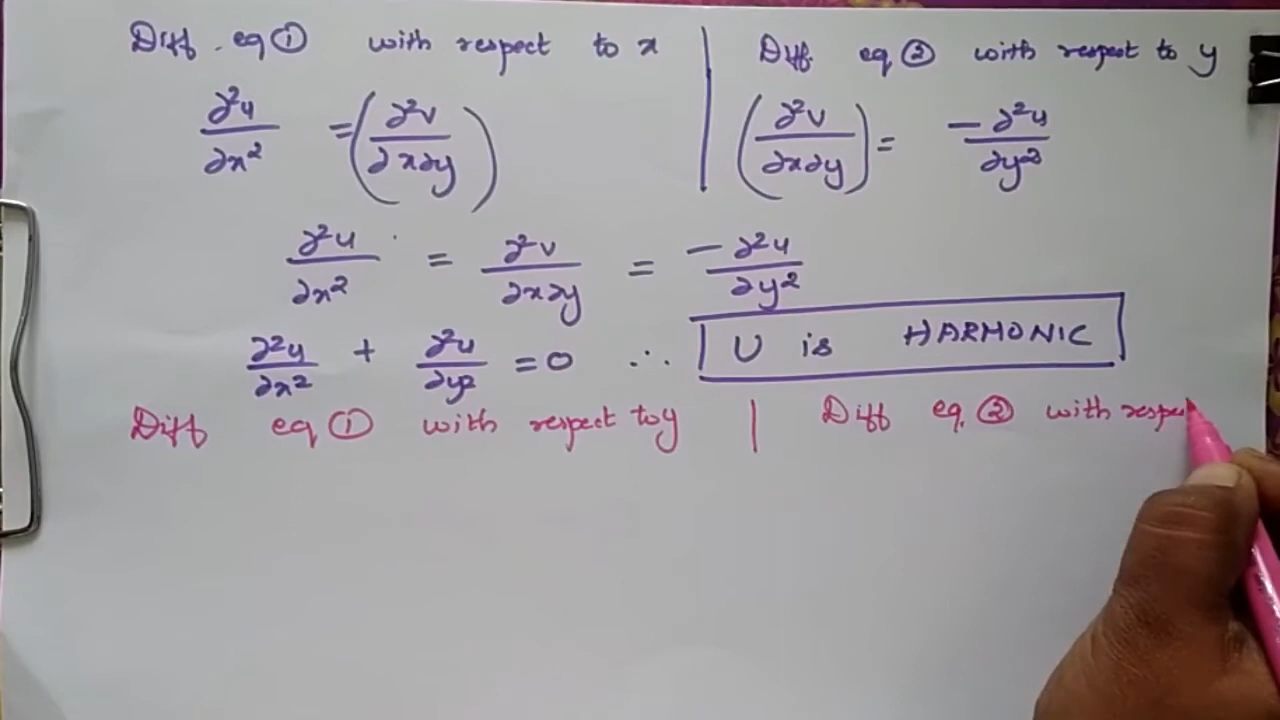 Diff. eq ① with respect to x | Diff. eq ② with respect to y
∂²u/∂x² = (∂²v/∂x∂y) | (∂²v/∂x∂y) = -∂²u/∂y²
∂²u/∂x² = ∂²v/∂x∂y = -∂²u/∂y²
∂²u/∂x² + ∂²u/∂y² = 0 ∴ U is HARMONIC
Diff eq ① with respect to y | Diff eq. ② with respe